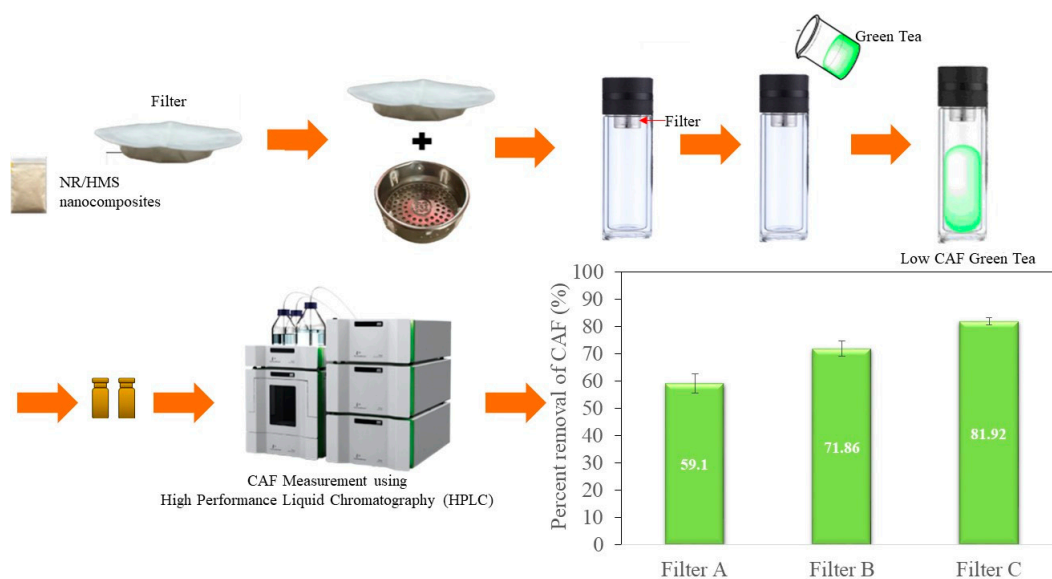 Green Tea
Filter
Filter
NR/HMS
nanocomposites
Low CAF Green Tea
CAF Measurement using
High Performance Liquid Chromatography (HPLC)
Percent removal of CAF (%)
100
90
80
70
60
50
40
30
20
10
0
59.1
71.86
81.92
Filter A
Filter B
Filter C